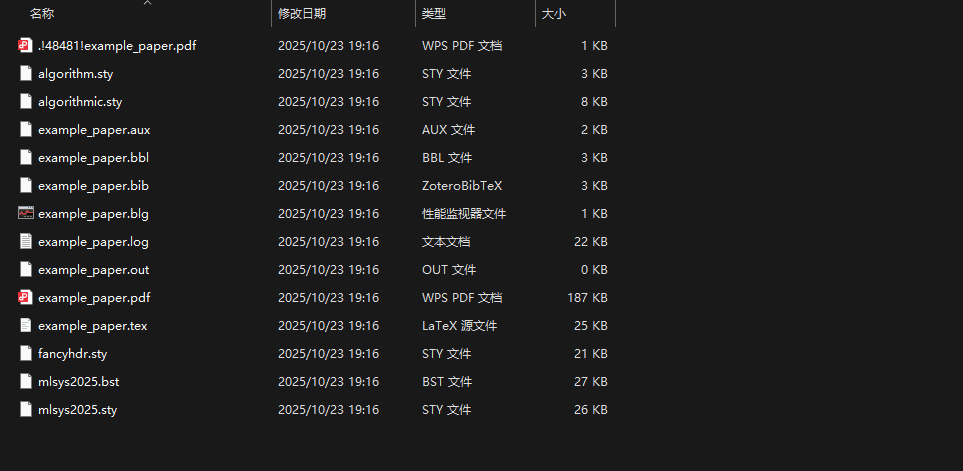 名称 修改日期 类型 大小
.!48481!example_paper.pdf 2025/10/23 19:16 WPS PDF 文档 1 KB
algorithm.sty 2025/10/23 19:16 STY 文件 3 KB
algorithmic.sty 2025/10/23 19:16 STY 文件 8 KB
example_paper.aux 2025/10/23 19:16 AUX 文件 2 KB
example_paper.bbl 2025/10/23 19:16 BBL 文件 3 KB
example_paper.bib 2025/10/23 19:16 ZoteroBibTeX 3 KB
example_paper.blg 2025/10/23 19:16 性能监视器文件 1 KB
example_paper.log 2025/10/23 19:16 文本文档 22 KB
example_paper.out 2025/10/23 19:16 OUT 文件 0 KB
example_paper.pdf 2025/10/23 19:16 WPS PDF 文档 187 KB
example_paper.tex 2025/10/23 19:16 LaTeX 源文件 25 KB
fancyhdr.sty 2025/10/23 19:16 STY 文件 21 KB
mlsys2025.bst 2025/10/23 19:16 BST 文件 27 KB
mlsys2025.sty 2025/10/23 19:16 STY 文件 26 KB